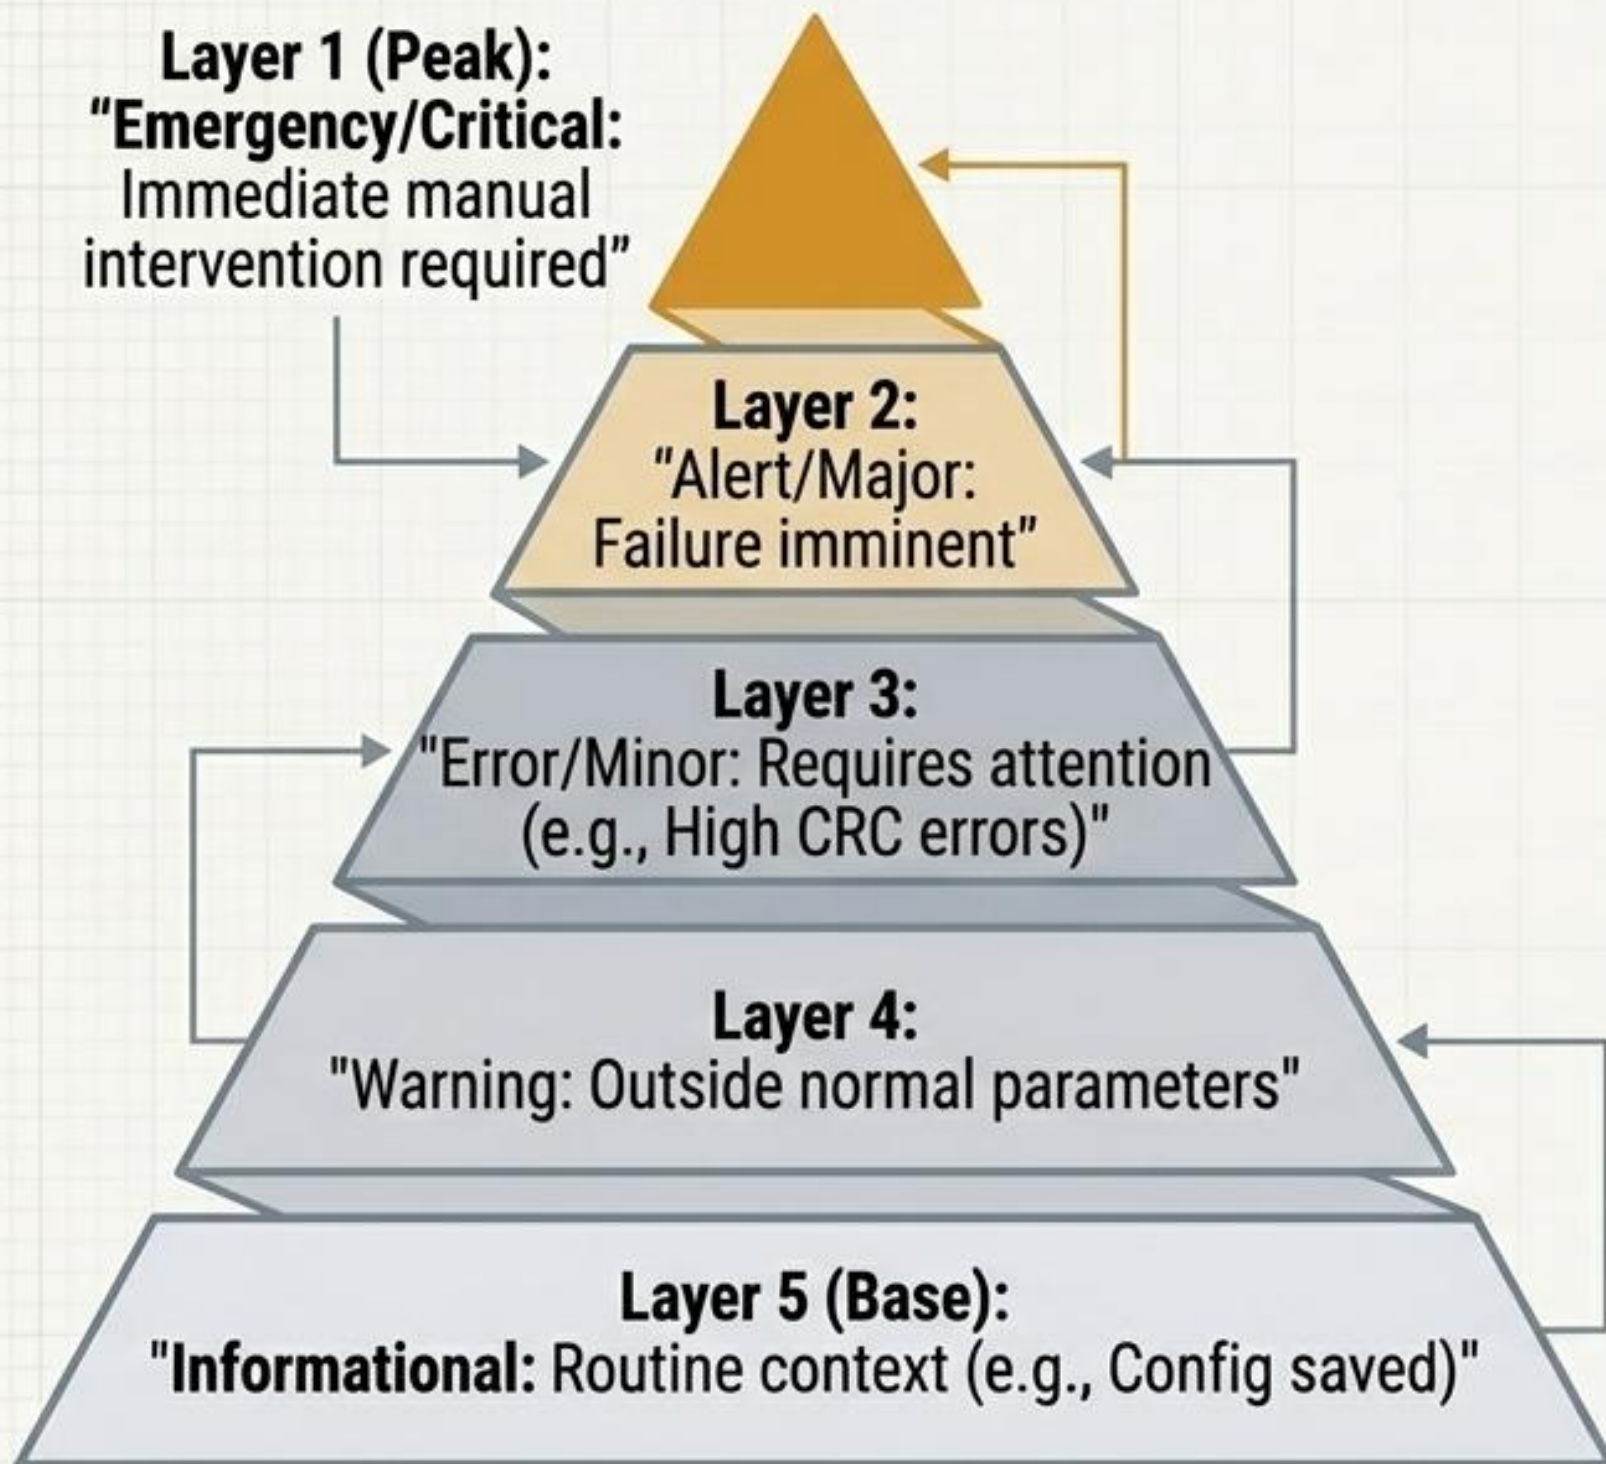 Layer 1 (Peak):
“Emergency/Critical:
Immediate manual
intervention required”
Layer 2:
“Alert/Major:
Failure imminent”
Layer 3:
"Error/Minor: Requires attention
(e.g., High CRC errors)"
Layer 4:
"Warning: Outside normal parameters"
Layer 5 (Base):
"Informational: Routine context (e.g., Config saved)"